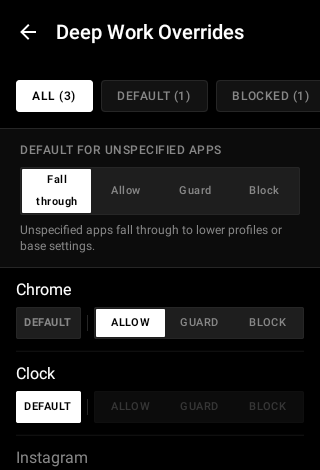 Deep Work Overrides
ALL (3) DEFAULT (1) BLOCKED (1)
DEFAULT FOR UNSPECIFIED APPS
Fall through Allow Guard Block
Unspecified apps fall through to lower profiles or
base settings.
Chrome
DEFAULT ALLOW GUARD BLOCK
Clock
DEFAULT ALLOW GUARD BLOCK
Instagram